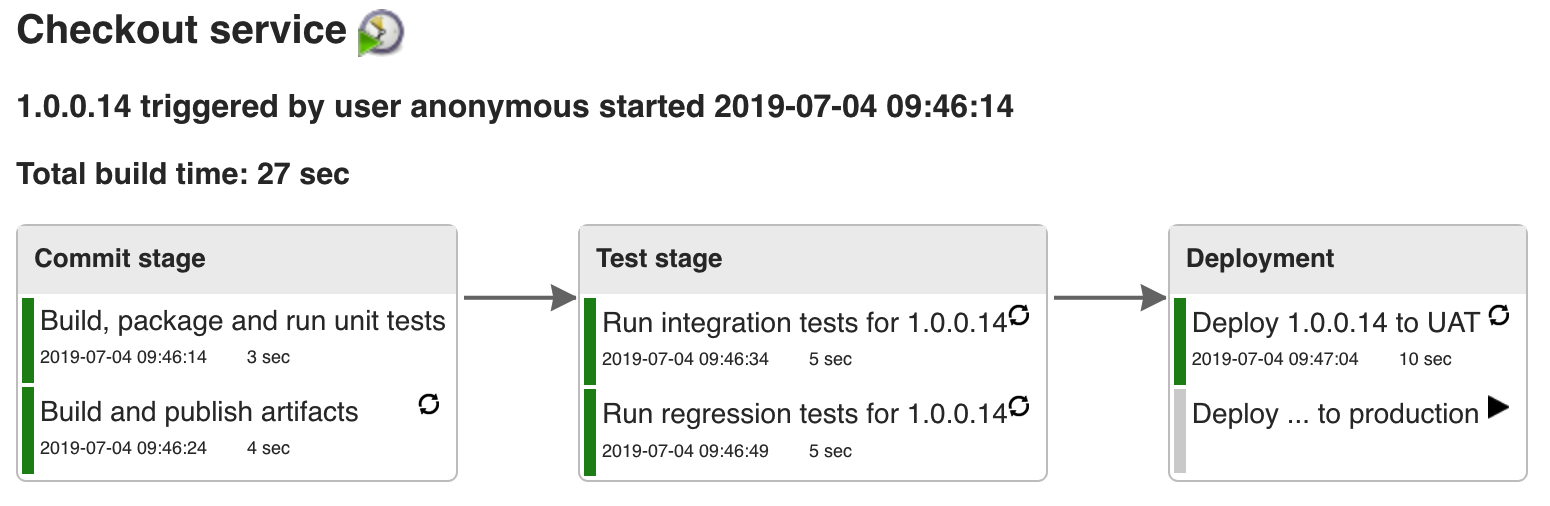 Checkout service
1.0.0.14 triggered by user anonymous started 2019-07-04 09:46:14
Total build time: 27 sec
Commit stage
Build, package and run unit tests
2019-07-04 09:46:14 3 sec
Build and publish artifacts
2019-07-04 09:46:24 4 sec
Test stage
Run integration tests for 1.0.0.14
2019-07-04 09:46:34 5 sec
Run regression tests for 1.0.0.14
2019-07-04 09:46:49 5 sec
Deployment
Deploy 1.0.0.14 to UAT
2019-07-04 09:47:04 10 sec
Deploy ... to production